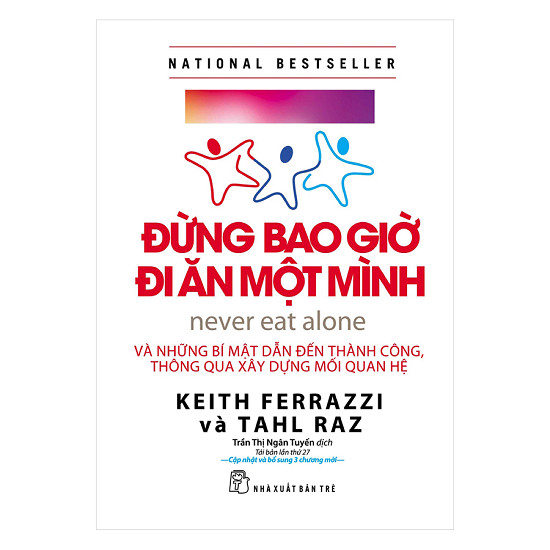 NATIONAL BESTSELLER
ĐỪNG BAO GIỜ
ĐI ĂN MỘT MÌNH
never eat alone
VÀ NHỮNG BÍ MẬT DẪN ĐẾN THÀNH CÔNG,
THÔNG QUA XÂY DỰNG MỐI QUAN HỆ
KEITH FERRAZZI
và TAHL RAZ
Trần Thị Ngân Tuyến dịch
Tái bản lần thứ 27
—Cập nhật và bổ sung 3 chương mới—
NHÀ XUẤT BẢN TRẺ